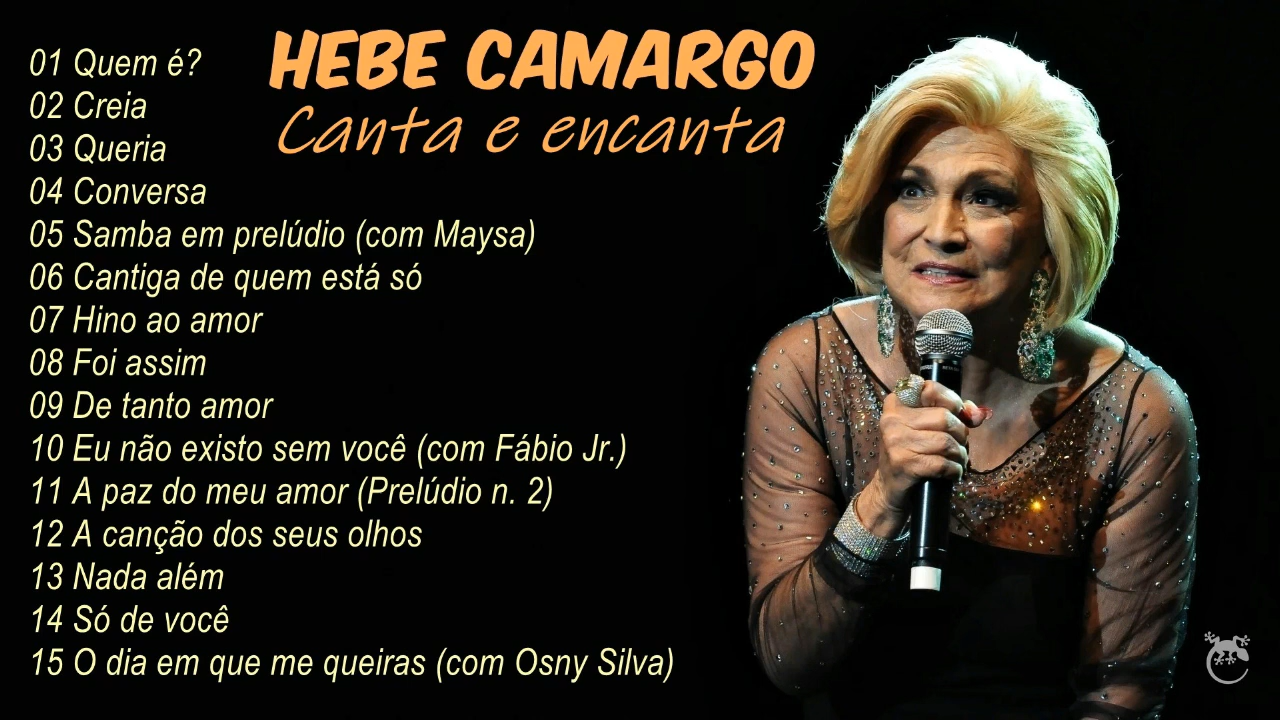 HEBE CAMARGO
Canta e encanta
01 Quem é?
02 Creia
03 Queria
04 Conversa
05 Samba em prelúdio (com Maysa)
06 Cantiga de quem está só
07 Hino ao amor
08 Foi assim
09 De tanto amor
10 Eu não existo sem você (com Fábio Jr.)
11 A paz do meu amor (Prelúdio n. 2)
12 A canção dos seus olhos
13 Nada além
14 Só de você
15 O dia em que me queiras (com Osny Silva)